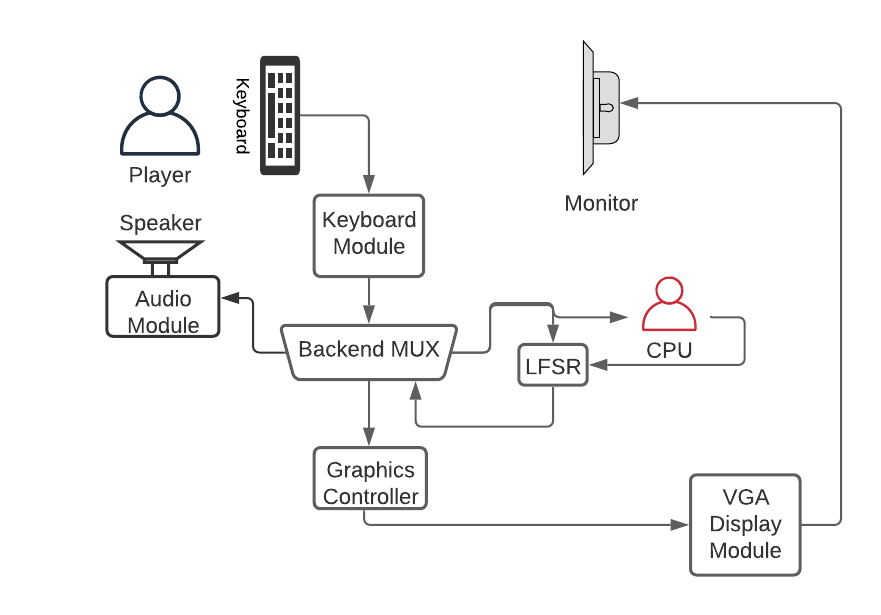 Keyboard
Player
Speaker
Audio
Module
Keyboard
Module
Monitor
Backend MUX
LFSR
CPU
Graphics
Controller
VGA
Display
Module